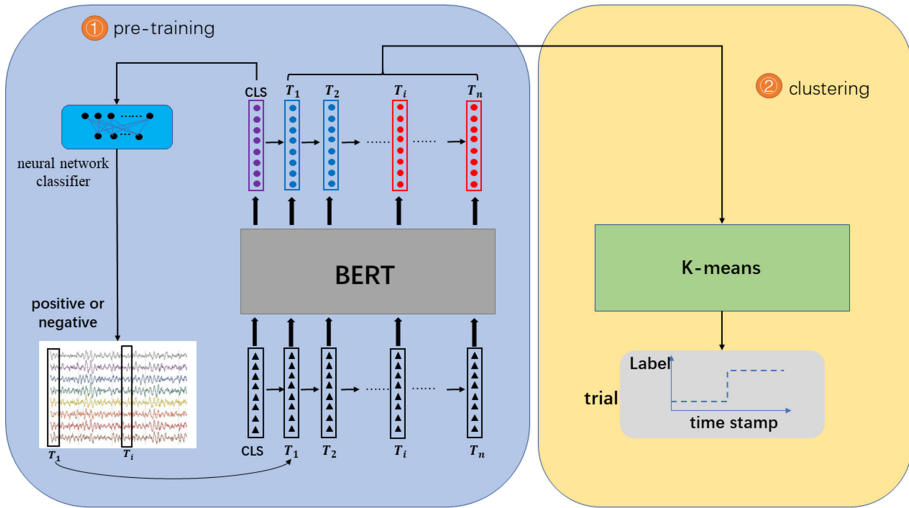 ① pre-training
CLS T₁ T₂ Tᵢ Tₙ
neural network
classifier
BERT
positive or
negative
T₁ Tᵢ
CLS T₁ T₂ Tᵢ Tₙ
② clustering
K-means
Label
trial
time stamp